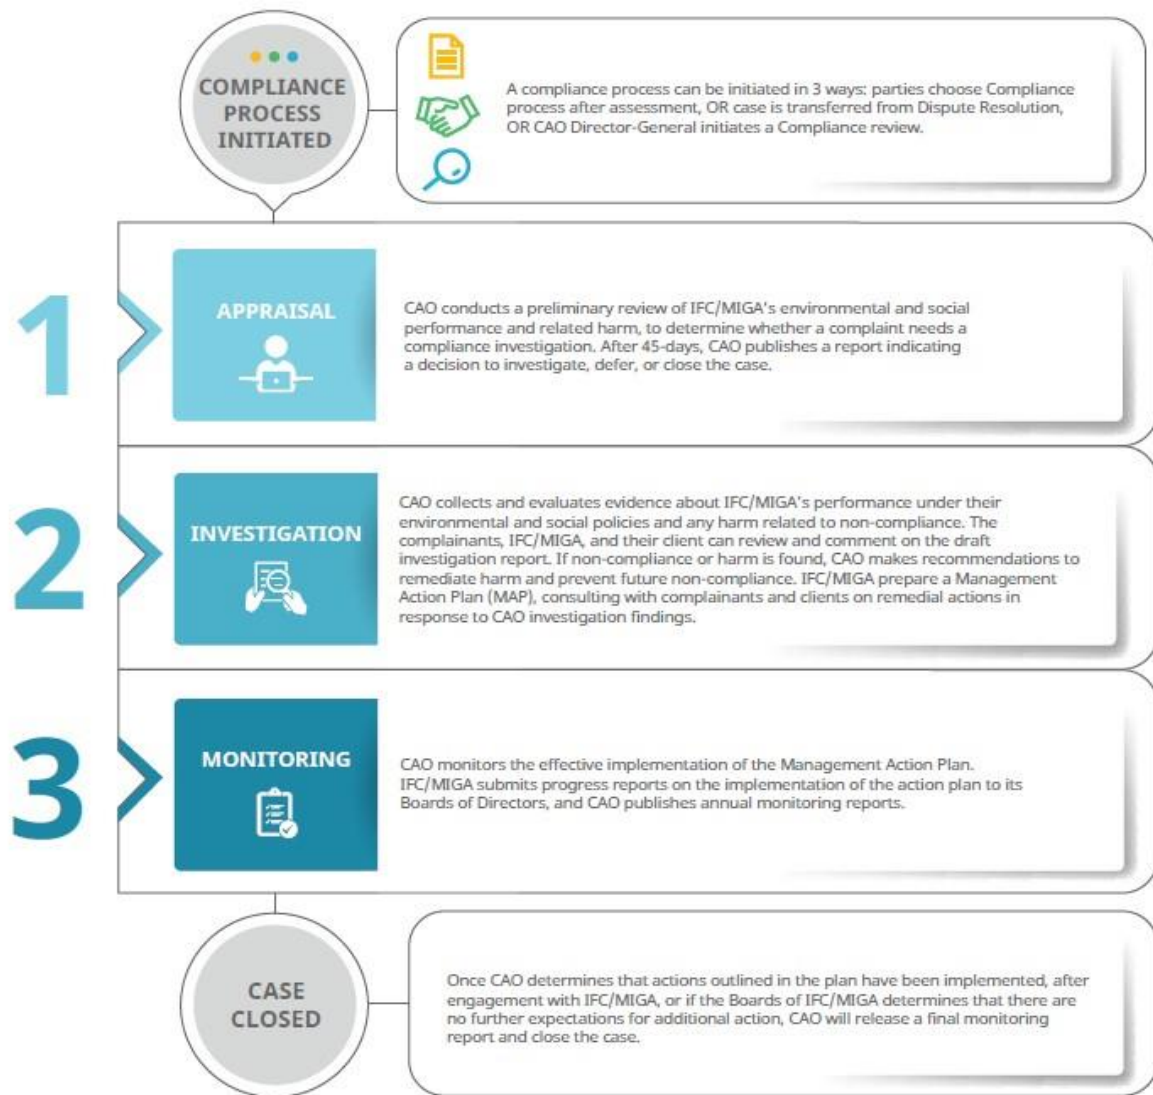 COMPLIANCE
PROCESS
INITIATED
A compliance process can be initiated in 3 ways: parties choose Compliance
process after assessment, OR case is transferred from Dispute Resolution,
OR CAO Director-General initiates a Compliance review.
1
APPRAISAL
CAO conducts a preliminary review of IFC/MIGA's environmental and social
performance and related harm, to determine whether a complaint needs a
compliance investigation. After 45-days, CAO publishes a report indicating
a decision to investigate, defer, or close the case.
2
INVESTIGATION
CAO collects and evaluates evidence about IFC/MIGA's performance under their
environmental and social policies and any harm related to non-compliance. The
complainants, IFC/MIGA, and their client can review and comment on the draft
investigation report. If non-compliance or harm is found, CAO makes recommendations to
remediate harm and prevent future non-compliance. IFC/MIGA prepare a Management
Action Plan (MAP), consulting with complainants and clients on remedial actions in
response to CAO investigation findings.
3
MONITORING
CAO monitors the effective implementation of the Management Action Plan.
IFC/MIGA submits progress reports on the implementation of the action plan to its
Boards of Directors, and CAO publishes annual monitoring reports.
CASE
CLOSED
Once CAO determines that actions outlined in the plan have been implemented, after
engagement with IFC/MIGA, or if the Boards of IFC/MIGA determines that there are
no further expectations for additional action, CAO will release a final monitoring
report and close the case.